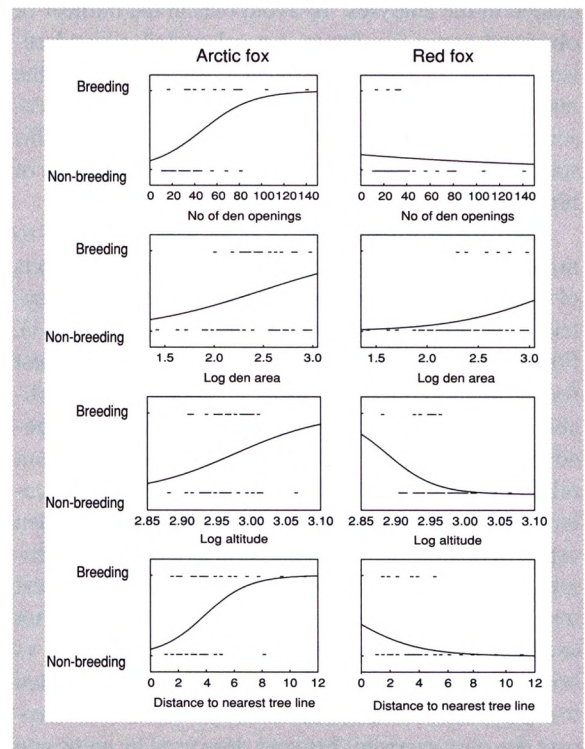 Arctic fox Red fox
Breeding
Non-breeding
0 20 40 60 80 100 120 140 0 20 40 60 80 100 120 140
No of den openings No of den openings
Breeding
Non-breeding
1.5 2.0 2.5 3.0 1.5 2.0 2.5 3.0
Log den area Log den area
Breeding
Non-breeding
2.85 2.90 2.95 3.00 3.05 3.10 2.85 2.90 2.95 3.00 3.05 3.10
Log altitude Log altitude
Breeding
Non-breeding
0 2 4 6 8 10 12 0 2 4 6 8 10 12
Distance to nearest tree line Distance to nearest tree line